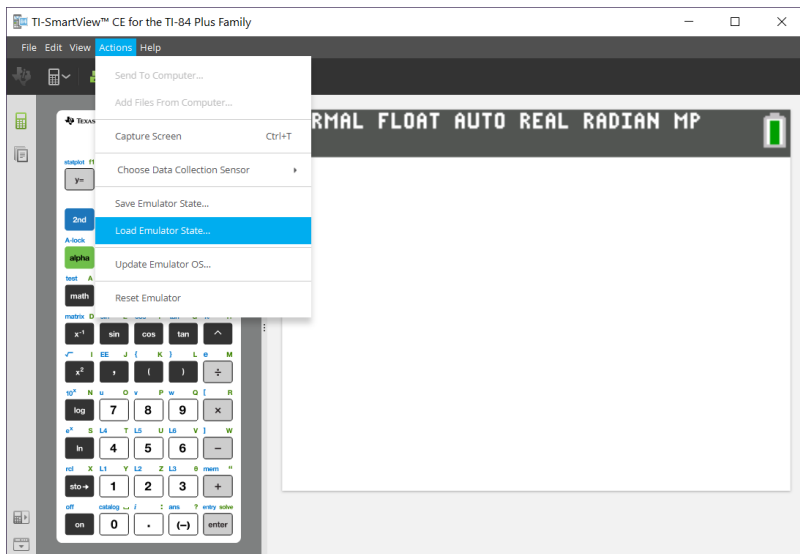 TI-SmartView™ CE for the TI-84 Plus Family
File Edit View Actions Help
Send To Computer...
Add Files From Computer...
Capture Screen Ctrl+T
Choose Data Collection Sensor
Save Emulator State...
Load Emulator State...
Update Emulator OS...
Reset Emulator
RMAL FLOAT AUTO REAL RADIAN MP
TEXAS
statplot f1
y=
2nd
A-lock
alpha
test A
math
matrix D
x⁻¹ sin cos tan ^
√ I EE J { K } L e M
x² , ( ) ÷
10ˣ N u O v P w Q [ R
log 7 8 9 ×
eˣ S L4 T L5 U L6 V ] W
ln 4 5 6 −
rcl X L1 Y L2 Z L3 θ mem "
sto→ 1 2 3 +
off catalog ⎵ i : ans ? entry solve
on 0 . (–) enter